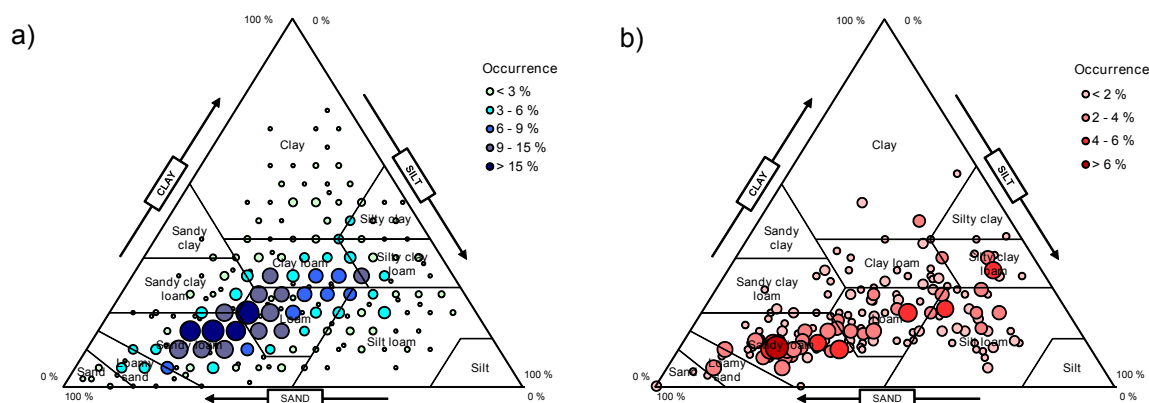 a)
100 %
0 %
Occurrence
< 3 %
3 - 6 %
6 - 9 %
9 - 15 %
> 15 %
CLAY
SILT
Clay
Silty clay
Sandy
clay
Clay loam
Silty clay
loam
Sandy clay
loam
Loam
Sandy loam
Silt loam
Loamy
sand
Sand
Silt
0 %
100 %
100 %
SAND
0 %
b)
100 %
0 %
Occurrence
< 2 %
2 - 4 %
4 - 6 %
> 6 %
CLAY
SILT
Clay
Silty clay
Sandy
clay
Clay loam
Silty clay
loam
Sandy clay
loam
Loam
Sandy loam
Silt loam
Loamy
sand
Sand
Silt
0 %
100 %
100 %
SAND
0 %